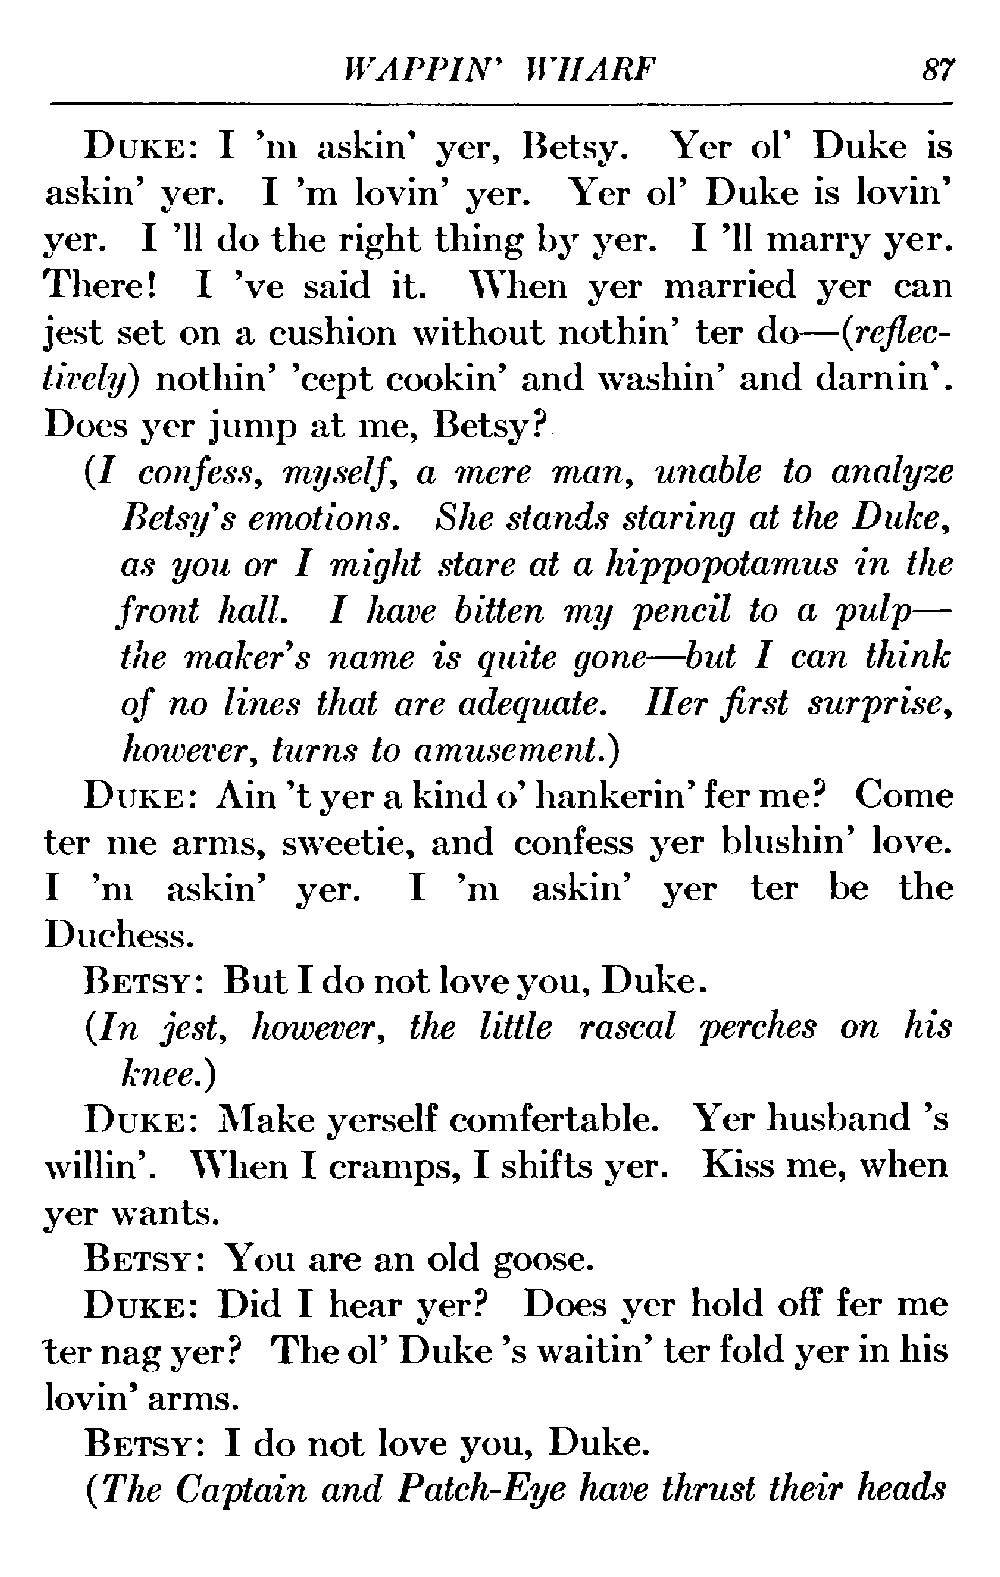 WAPPIN' WHARF 87
DUKE: I 'm askin' yer, Betsy. Yer ol' Duke is
askin' yer. I 'm lovin' yer. Yer ol' Duke is lovin'
yer. I 'll do the right thing by yer. I 'll marry yer.
There! I 've said it. When yer married yer can
jest set on a cushion without nothin' ter do—(reflec-
tively) nothin' 'cept cookin' and washin' and darnin'.
Does yer jump at me, Betsy?
(I confess, myself, a mere man, unable to analyze
Betsy's emotions. She stands staring at the Duke,
as you or I might stare at a hippopotamus in the
front hall. I have bitten my pencil to a pulp—
the maker's name is quite gone—but I can think
of no lines that are adequate. Her first surprise,
however, turns to amusement.)
DUKE: Ain 't yer a kind o' hankerin' fer me? Come
ter me arms, sweetie, and confess yer blushin' love.
I 'm askin' yer. I 'm askin' yer ter be the
Duchess.
BETSY: But I do not love you, Duke.
(In jest, however, the little rascal perches on his
knee.)
DUKE: Make yerself comfertable. Yer husband 's
willin'. When I cramps, I shifts yer. Kiss me, when
yer wants.
BETSY: You are an old goose.
DUKE: Did I hear yer? Does yer hold off fer me
ter nag yer? The ol' Duke 's waitin' ter fold yer in his
lovin' arms.
BETSY: I do not love you, Duke.
(The Captain and Patch-Eye have thrust their heads